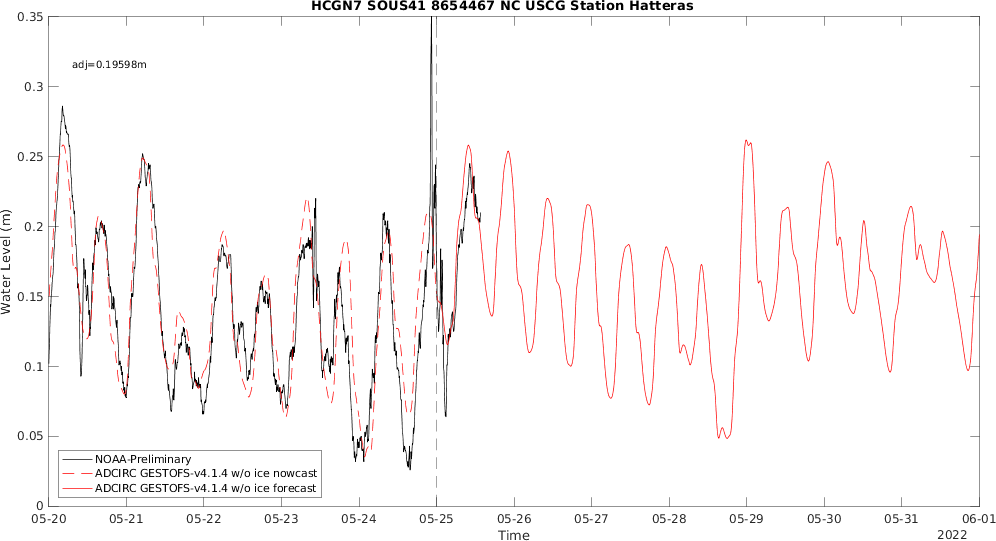 HCGN7 SOUS41 8654467 NC USCG Station Hatteras
adj=0.19598m
Water Level (m)
0.35
0.3
0.25
0.2
0.15
0.1
0.05
0
NOAA-Preliminary
ADCIRC GESTOFS-v4.1.4 w/o ice nowcast
ADCIRC GESTOFS-v4.1.4 w/o ice forecast
05-20 05-21 05-22 05-23 05-24 05-25 05-26 05-27 05-28 05-29 05-30 05-31 06-01
Time
2022